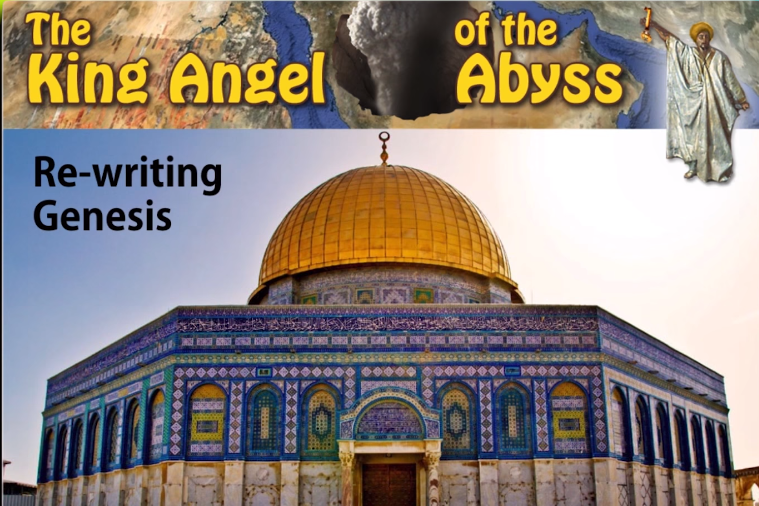 The
King Angel
of the
Abyss
Re-writing
Genesis